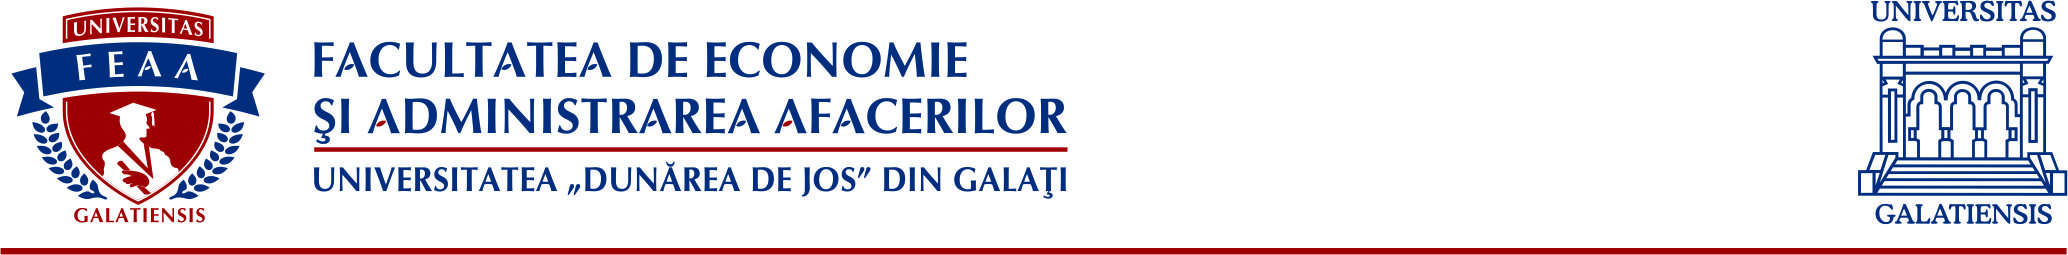 UNIVERSITAS
FEAA
GALATIENSIS
FACULTATEA DE ECONOMIE
ŞI ADMINISTRAREA AFACERILOR
UNIVERSITATEA „DUNĂREA DE JOS” DIN GALAŢI
UNIVERSITAS
GALATIENSIS